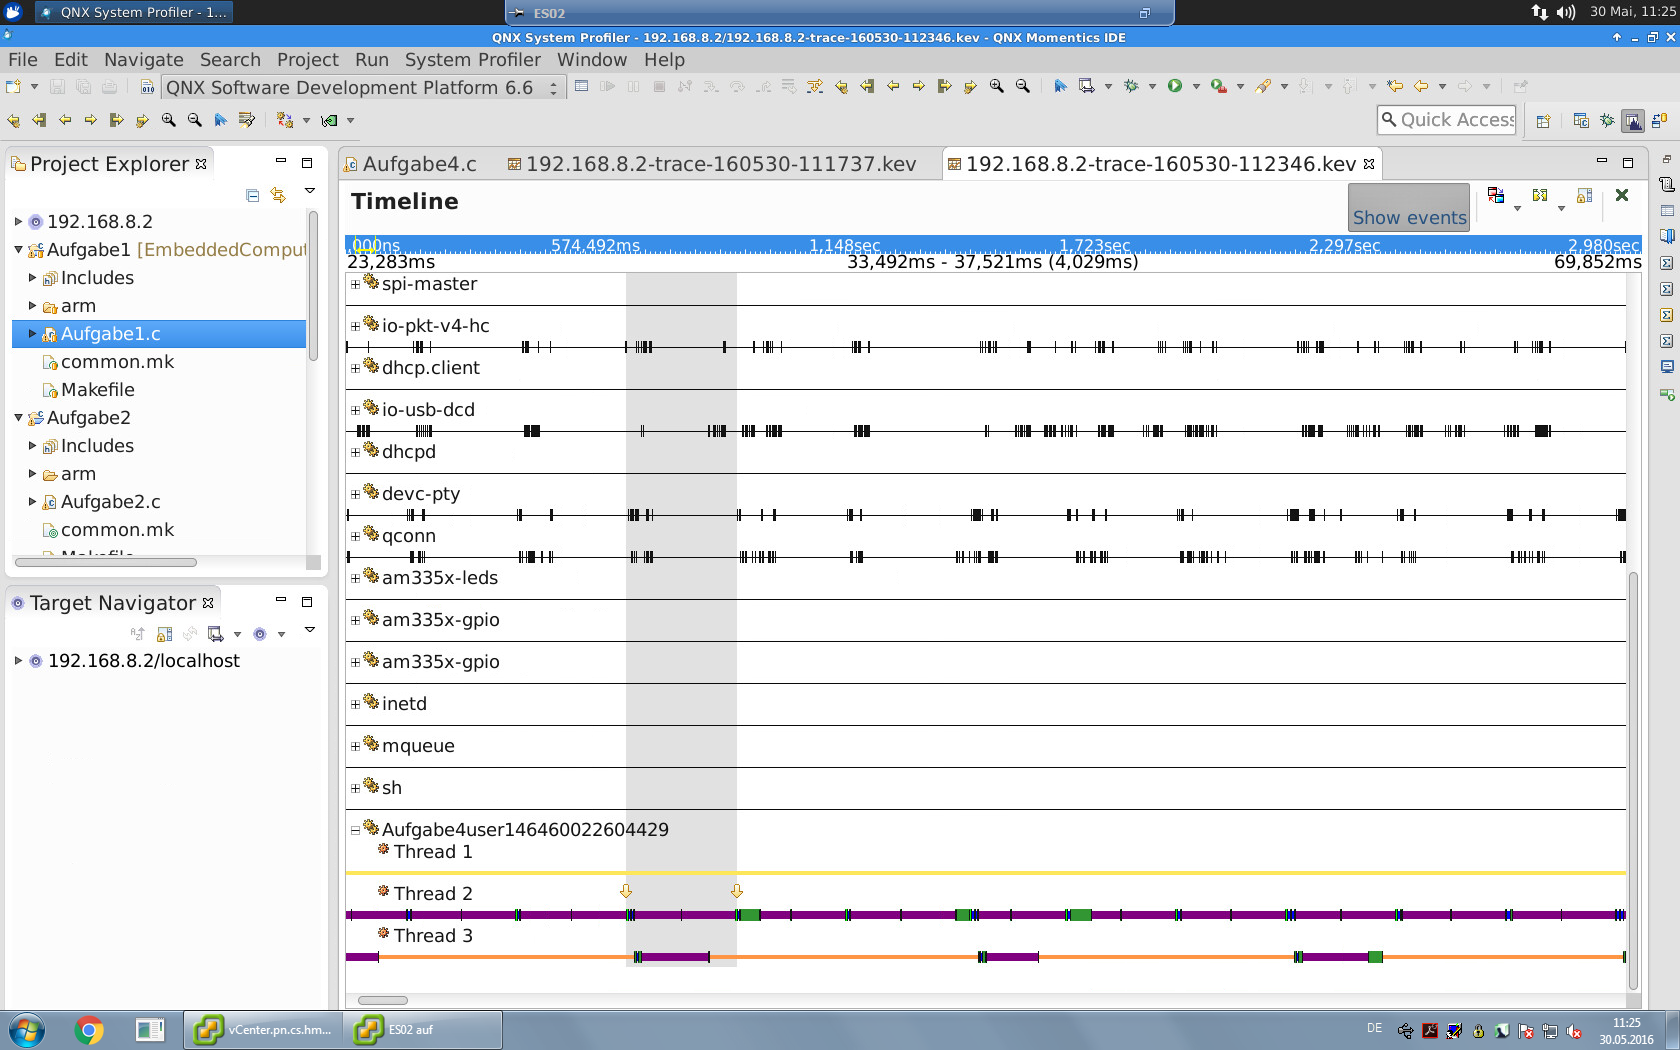 QNX System Profiler - 1...
ES02
30 Mai, 11:25
QNX System Profiler - 192.168.8.2/192.168.8.2-trace-160530-112346.kev - QNX Momentics IDE
File Edit Navigate Search Project Run System Profiler Window Help
QNX Software Development Platform 6.6
Quick Access
Project Explorer
Aufgabe4.c
192.168.8.2-trace-160530-111737.kev
192.168.8.2-trace-160530-112346.kev
Timeline
Show events
192.168.8.2
Aufgabe1 [EmbeddedComput
Includes
arm
Aufgabe1.c
common.mk
Makefile
Aufgabe2
Includes
arm
Aufgabe2.c
common.mk
Makefile
Target Navigator
192.168.8.2/localhost
000ns 574,492ms 1,148sec 1,723sec 2,297sec 2,980sec
23,283ms 33,492ms - 37,521ms (4,029ms) 69,852ms
spi-master
io-pkt-v4-hc
dhcp.client
io-usb-dcd
dhcpd
devc-pty
qconn
am335x-leds
am335x-gpio
am335x-gpio
inetd
mqueue
sh
Aufgabe4user146460022604429
Thread 1
Thread 2
Thread 3
vCenter.pn.cs.hm...
ES02 auf
DE
11:25
30.05.2016